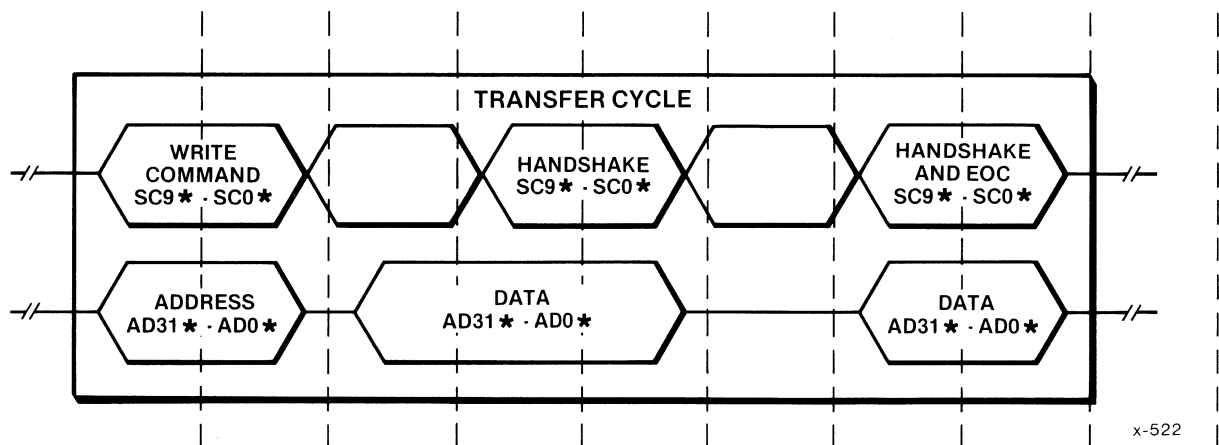 TRANSFER CYCLE
WRITE
COMMAND
SC9★ - SC0★
HANDSHAKE
SC9★ - SC0★
HANDSHAKE
AND EOC
SC9★ - SC0★
ADDRESS
AD31★ - AD0★
DATA
AD31★ - AD0★
DATA
AD31★ - AD0★
x-522